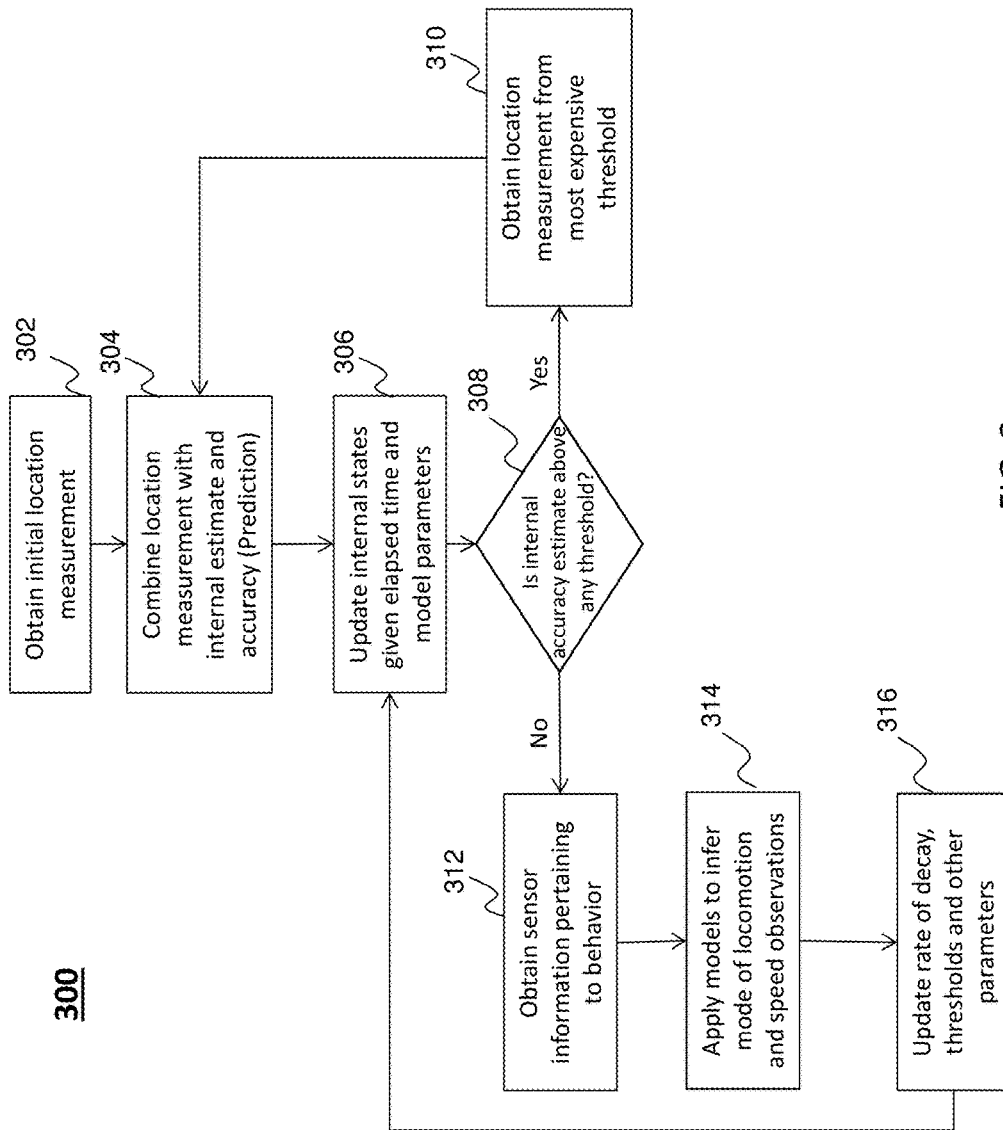 300
302
Obtain initial location
measurement
304
Combine location
measurement with
internal estimate and
accuracy (Prediction)
306
Update internal states
given elapsed time and
model parameters
308
Is internal
accuracy estimate above
any threshold?
Yes
No
310
Obtain location
measurement from
most expensive
threshold
312
Obtain sensor
information pertaining
to behavior
314
Apply models to infer
mode of locomotion
and speed observations
316
Update rate of decay,
thresholds and other
parameters